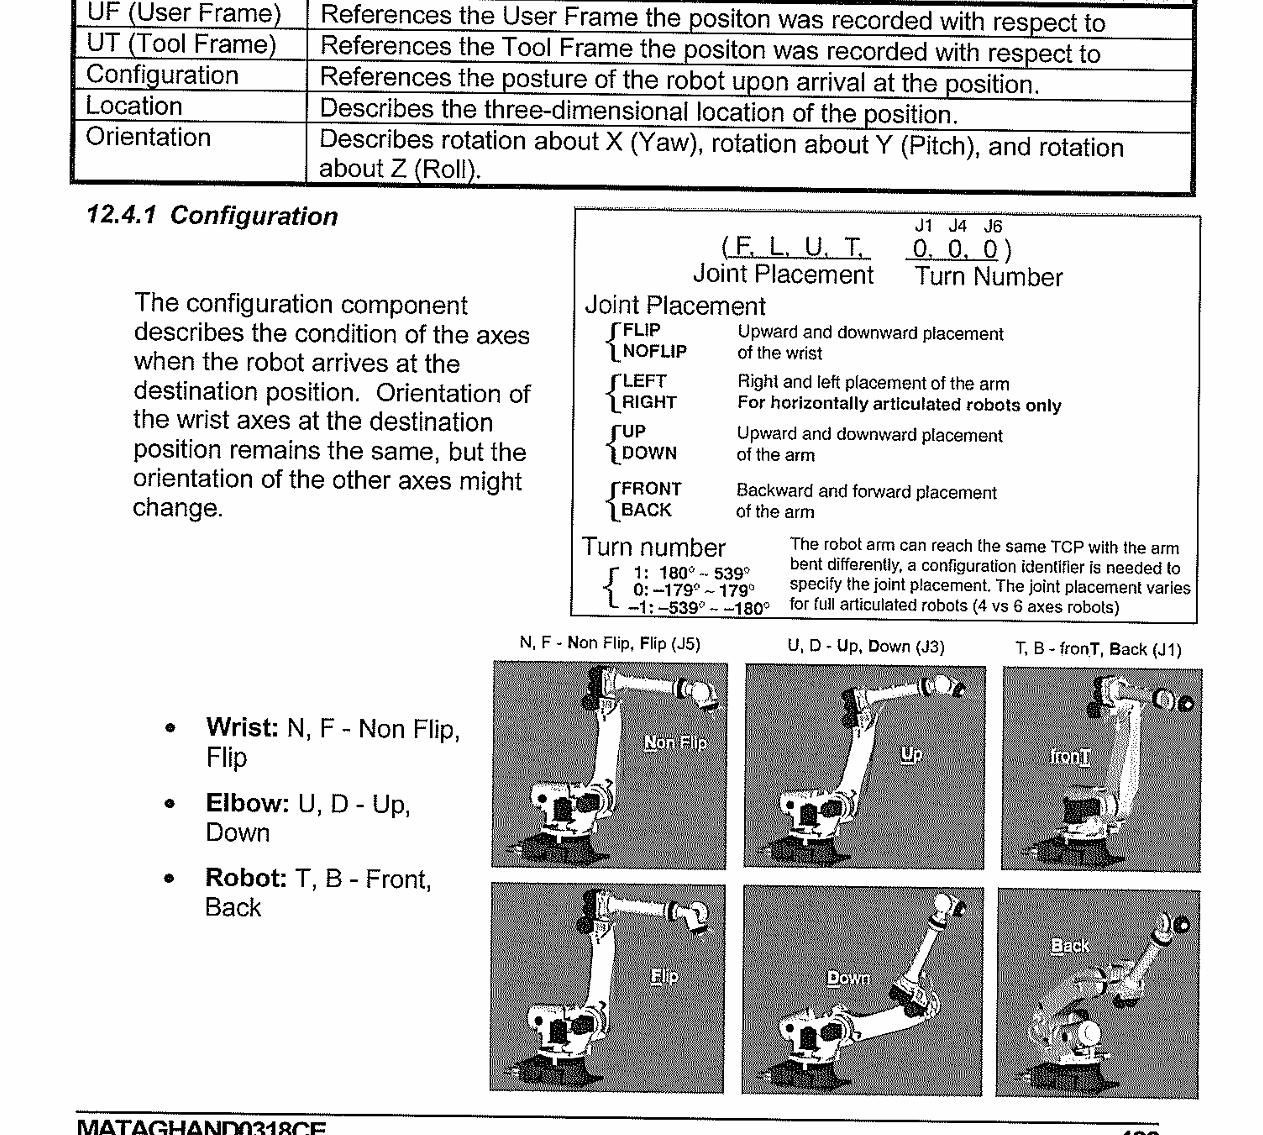 UF (User Frame) References the User Frame the positon was recorded with respect to
UT (Tool Frame) References the Tool Frame the positon was recorded with respect to
Configuration References the posture of the robot upon arrival at the position.
Location Describes the three-dimensional location of the position.
Orientation Describes rotation about X (Yaw), rotation about Y (Pitch), and rotation
about Z (Roll).
12.4.1 Configuration
The configuration component
describes the condition of the axes
when the robot arrives at the
destination position. Orientation of
the wrist axes at the destination
position remains the same, but the
orientation of the other axes might
change.
J1 J4 J6
(F, L, U, T, 0, 0, 0)
Joint Placement Turn Number
Joint Placement
FLIP Upward and downward placement
NOFLIP of the wrist
LEFT Right and left placement of the arm
RIGHT For horizontally articulated robots only
UP Upward and downward placement
DOWN of the arm
FRONT Backward and forward placement
BACK of the arm
Turn number
1: 180° ~ 539°
0: –179° ~ 179°
–1: –539° ~ –180°
The robot arm can reach the same TCP with the arm
bent differently, a configuration identifier is needed to
specify the joint placement. The joint placement varies
for full articulated robots (4 vs 6 axes robots)
N, F - Non Flip, Flip (J5)
U, D - Up, Down (J3)
T, B - fronT, Back (J1)
Non Flip
Up
fronT
Flip
Down
Back
• Wrist: N, F - Non Flip,
Flip
• Elbow: U, D - Up,
Down
• Robot: T, B - Front,
Back
MATAGHAND0318CE